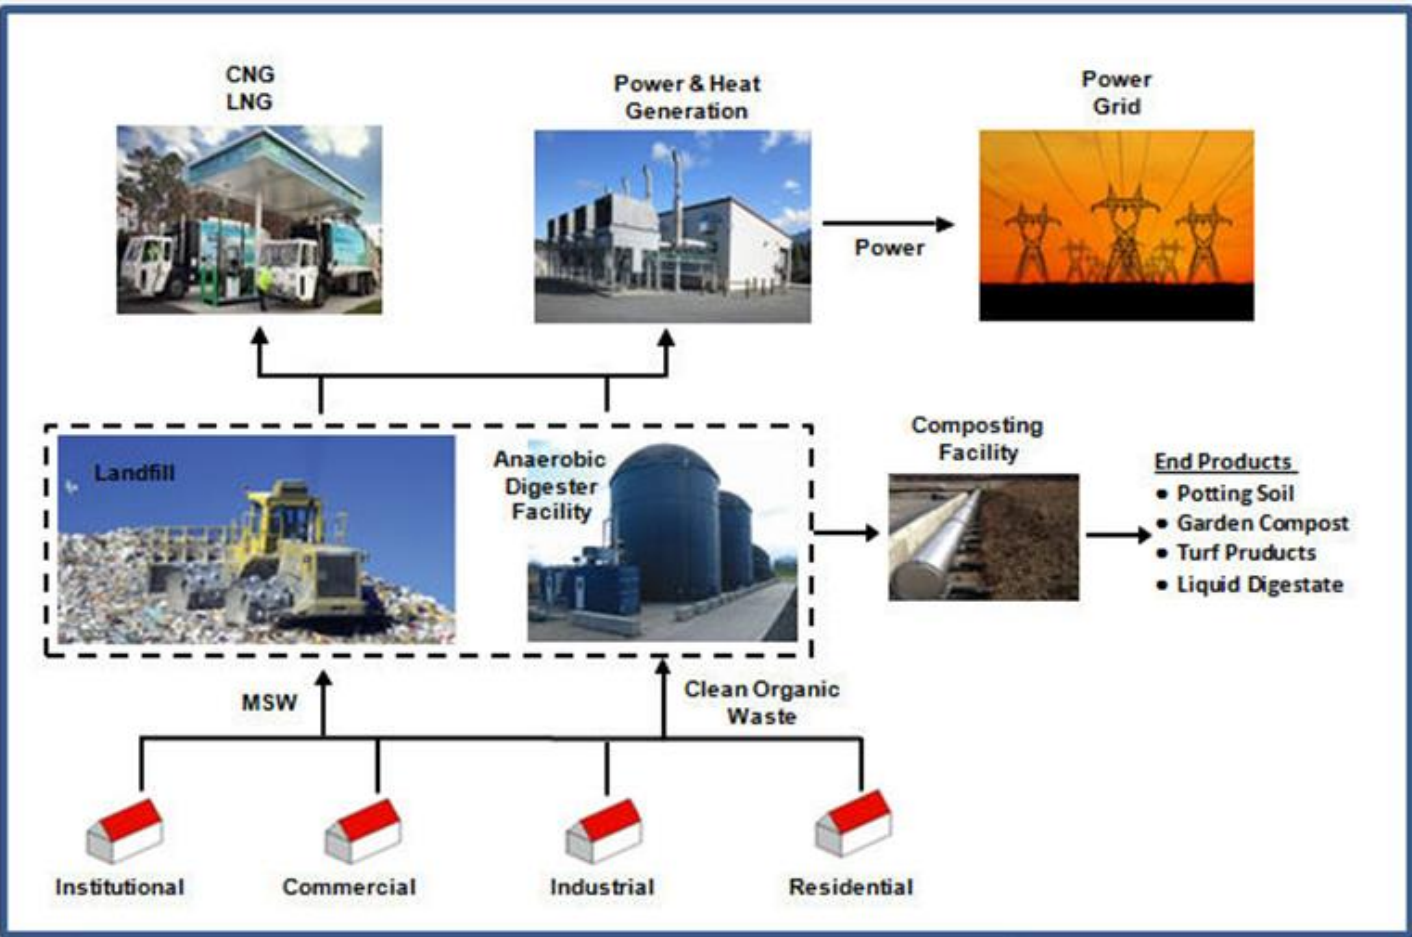 CNG
LNG
Power & Heat
Generation
Power
Grid
Power
Landfill
Anaerobic
Digester
Facility
Composting
Facility
End Products
• Potting Soil
• Garden Compost
• Turf Pruducts
• Liquid Digestate
MSW
Clean Organic
Waste
Institutional
Commercial
Industrial
Residential